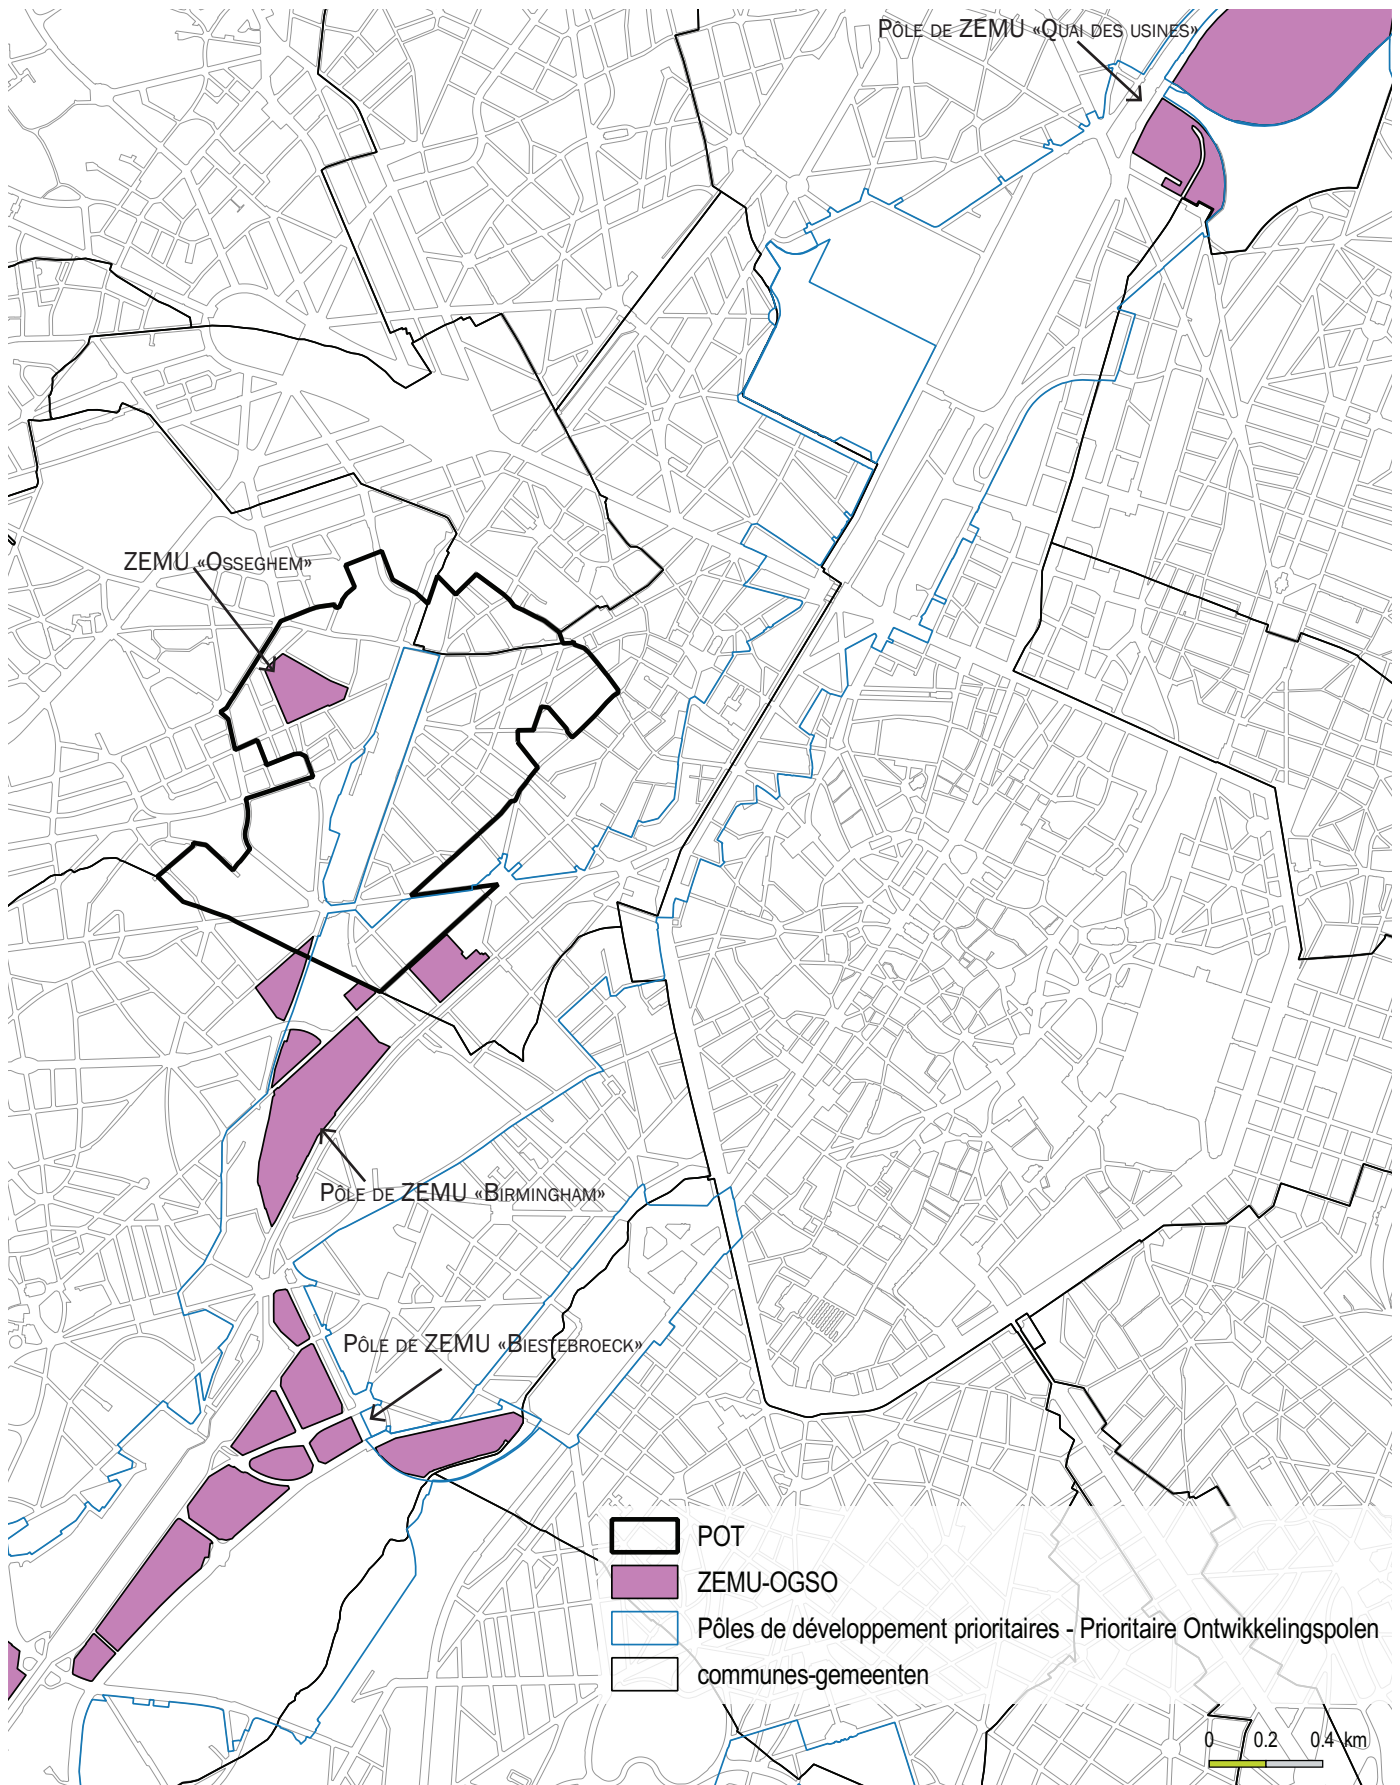 Pôle de ZEMU «Quai des usines»
ZEMU «Osseghem»
Pôle de ZEMU «Birmingham»
Pôle de ZEMU «Biestebroeck»
POT
ZEMU-OGSO
Pôles de développement prioritaires - Prioritaire Ontwikkelingspolen
communes-gemeenten
0 0.2 0.4 km